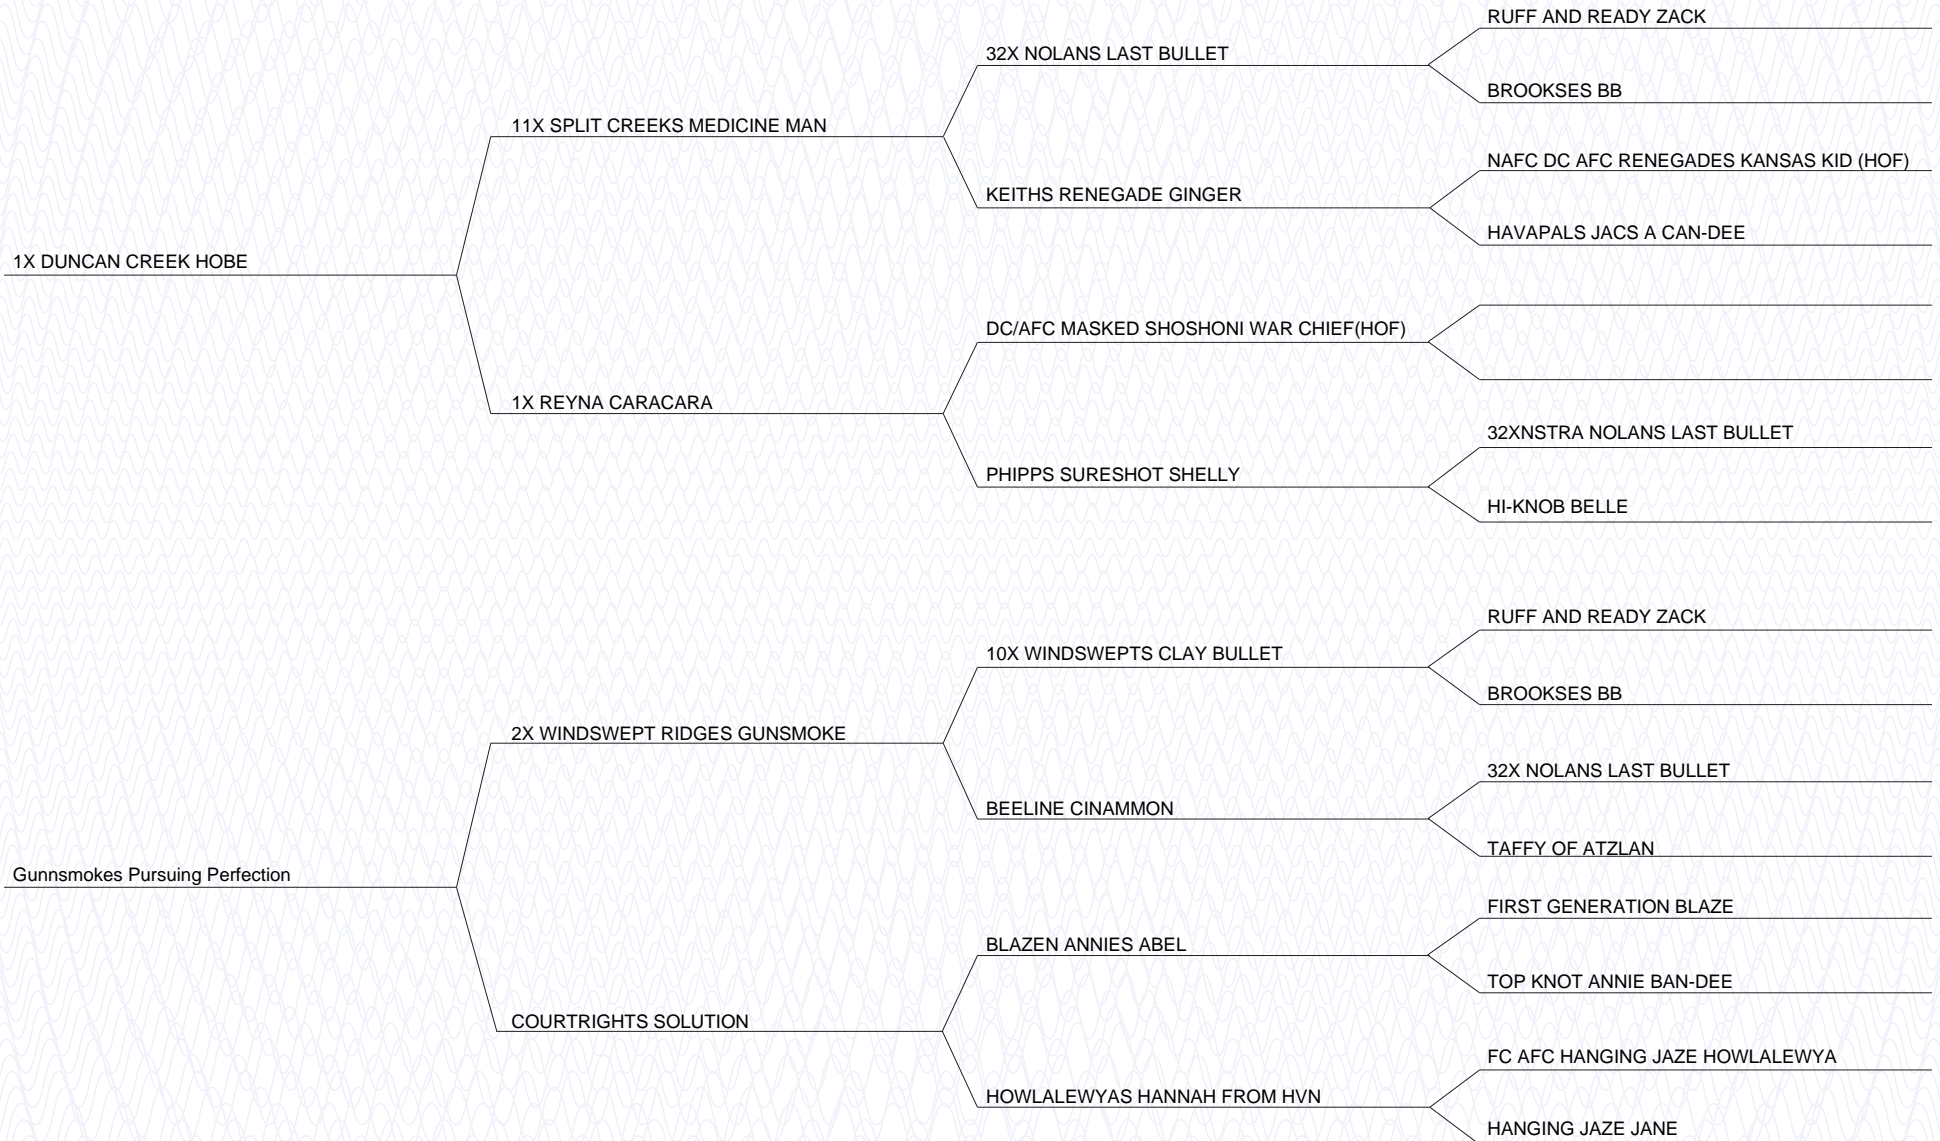 RUFF AND READY ZACK
32X NOLANS LAST BULLET
BROOKSES BB
11X SPLIT CREEKS MEDICINE MAN
NAFC DC AFC RENEGADES KANSAS KID (HOF)
KEITHS RENEGADE GINGER
HAVAPALS JACS A CAN-DEE
1X DUNCAN CREEK HOBE
DC/AFC MASKED SHOSHONI WAR CHIEF(HOF)
1X REYNA CARACARA
32XNSTRA NOLANS LAST BULLET
PHIPPS SURESHOT SHELLY
HI-KNOB BELLE
RUFF AND READY ZACK
10X WINDSWEPTS CLAY BULLET
BROOKSES BB
2X WINDSWEPT RIDGES GUNSMOKE
32X NOLANS LAST BULLET
BEELINE CINAMMON
TAFFY OF ATZLAN
Gunnsmokes Pursuing Perfection
FIRST GENERATION BLAZE
BLAZEN ANNIES ABEL
TOP KNOT ANNIE BAN-DEE
COURTRIGHTS SOLUTION
FC AFC HANGING JAZE HOWLALEWYA
HOWLALEWYAS HANNAH FROM HVN
HANGING JAZE JANE